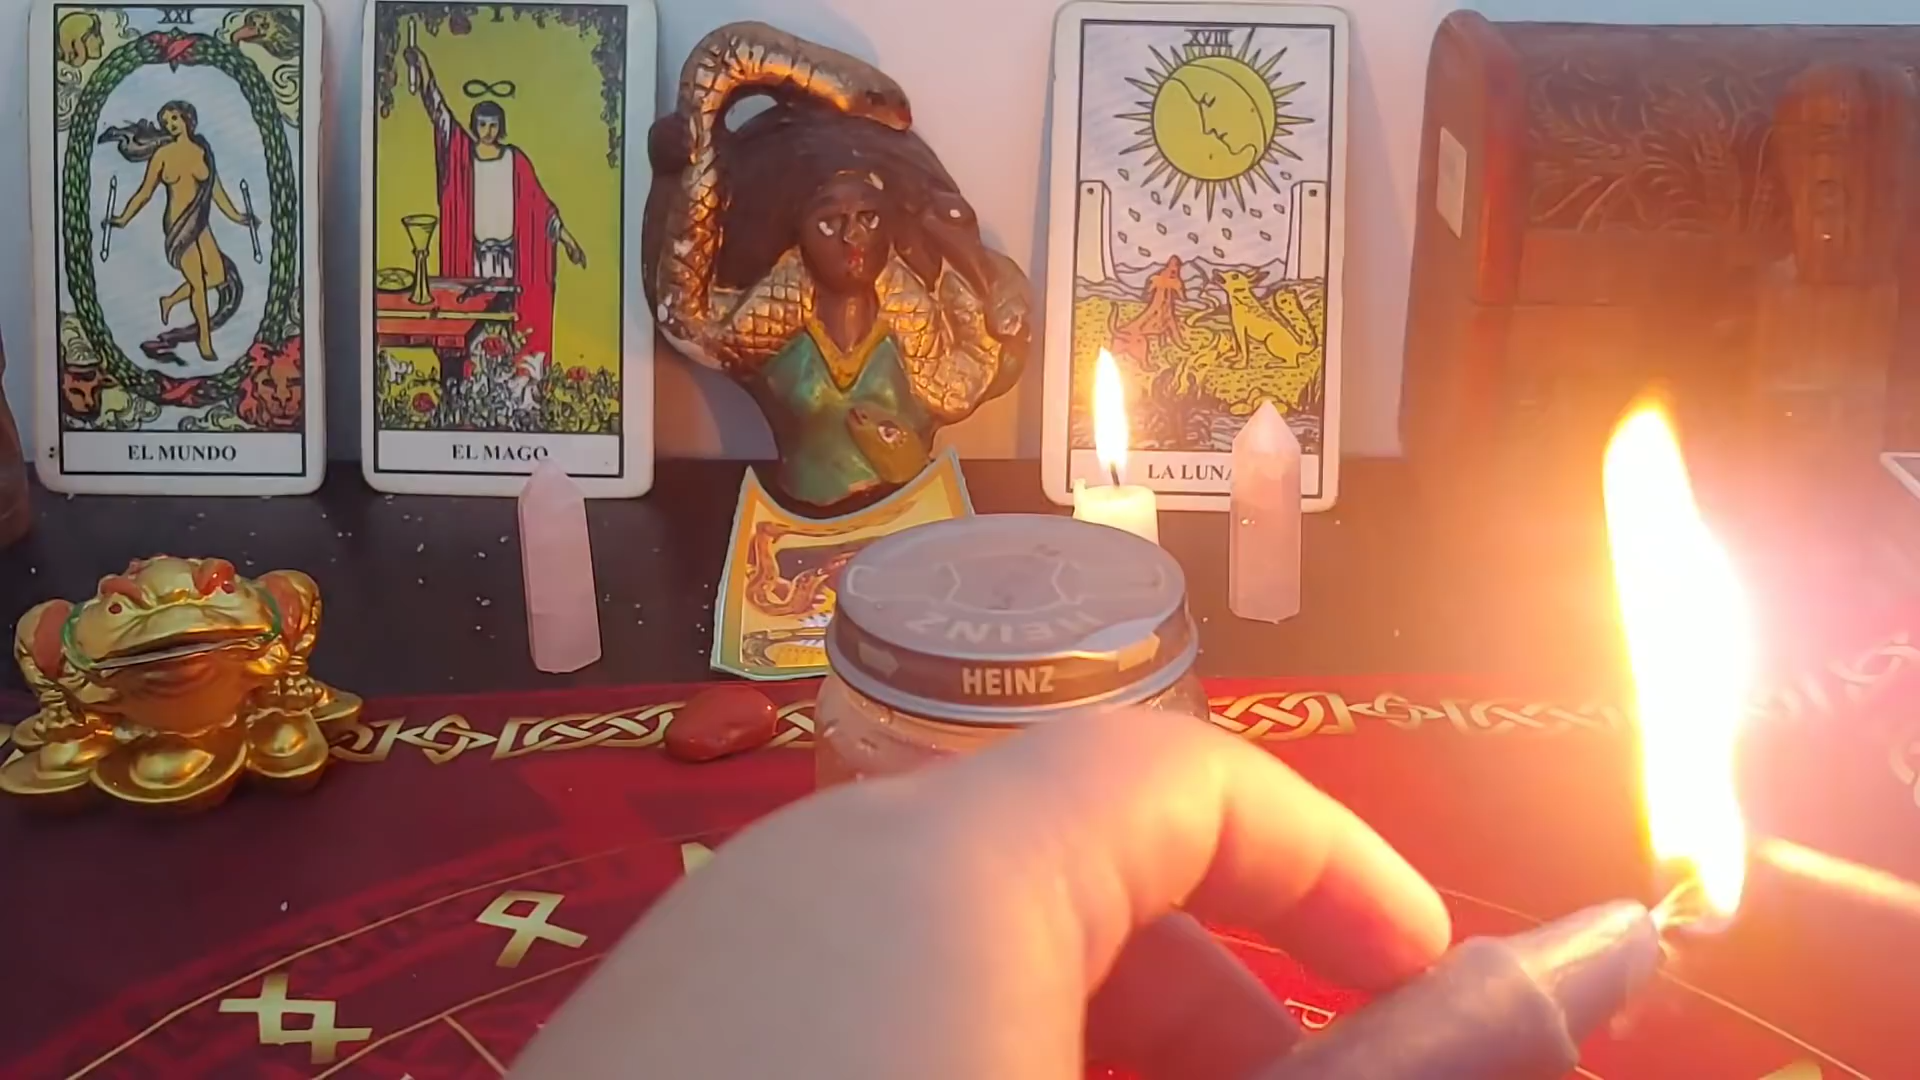 XXI
EL MUNDO
I
EL MAGO
XVIII
LA LUNA
HEINZ
HEINZ